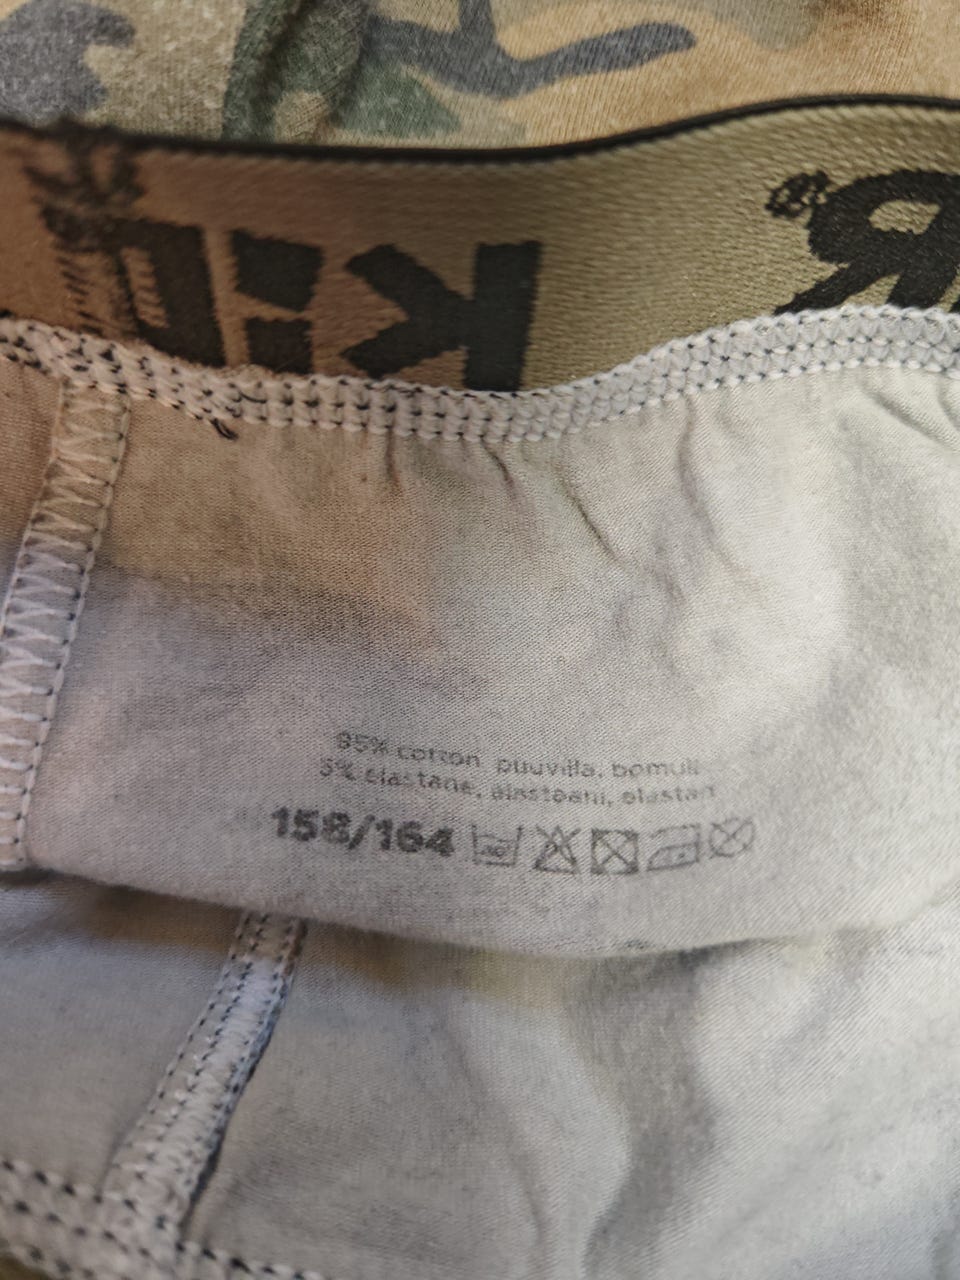 95% cotton, puuvilla, bomull
5% elastane, elastaani, elastan
158/164